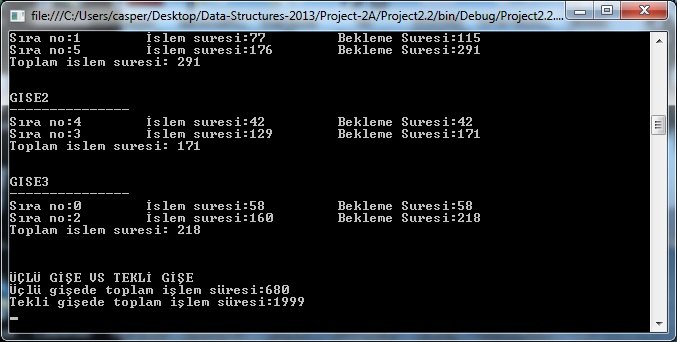 file:///C:/Users/casper/Desktop/Data-Structures-2013/Project-2A/Project2.2/bin/Debug/Project2.2....
Sıra no:1 İslem suresi:77 Bekleme Suresi:115
Sıra no:5 İslem suresi:176 Bekleme Suresi:291
Toplam islem suresi: 291
GISE2
---------------
Sıra no:4 İslem suresi:42 Bekleme Suresi:42
Sıra no:3 İslem suresi:129 Bekleme Suresi:171
Toplam islem suresi: 171
GISE3
---------------
Sıra no:0 İslem suresi:58 Bekleme Suresi:58
Sıra no:2 İslem suresi:160 Bekleme Suresi:218
Toplam islem suresi: 218
ÜÇLÜ GİŞE VS TEKLİ GİŞE
Üçlü gişede toplam işlem süresi:680
Tekli gişede toplam işlem süresi:1999